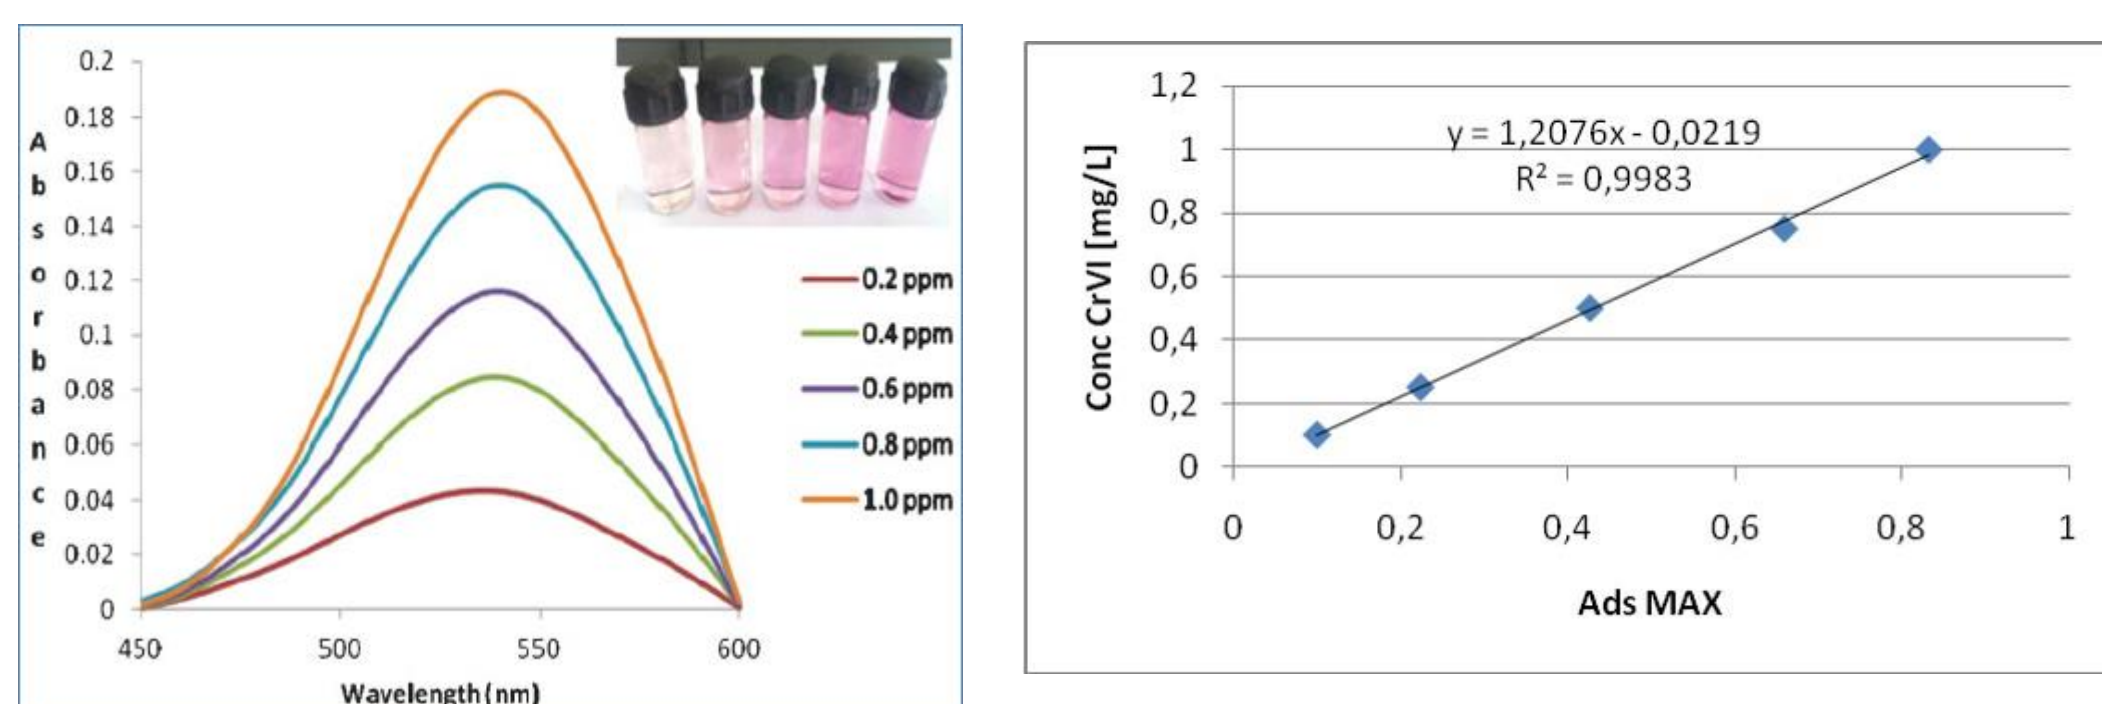 0.2
0.18
0.16
0.14
0.12
0.1
0.08
0.06
0.04
0.02
0
Absorbance
450
500
550
600
Wavelength (nm)
0.2 ppm
0.4 ppm
0.6 ppm
0.8 ppm
1.0 ppm
1,2
1
0,8
0,6
0,4
0,2
0
Conc CrVI [mg/L]
y = 1,2076x - 0,0219
R² = 0,9983
0
0,2
0,4
0,6
0,8
1
Ads MAX